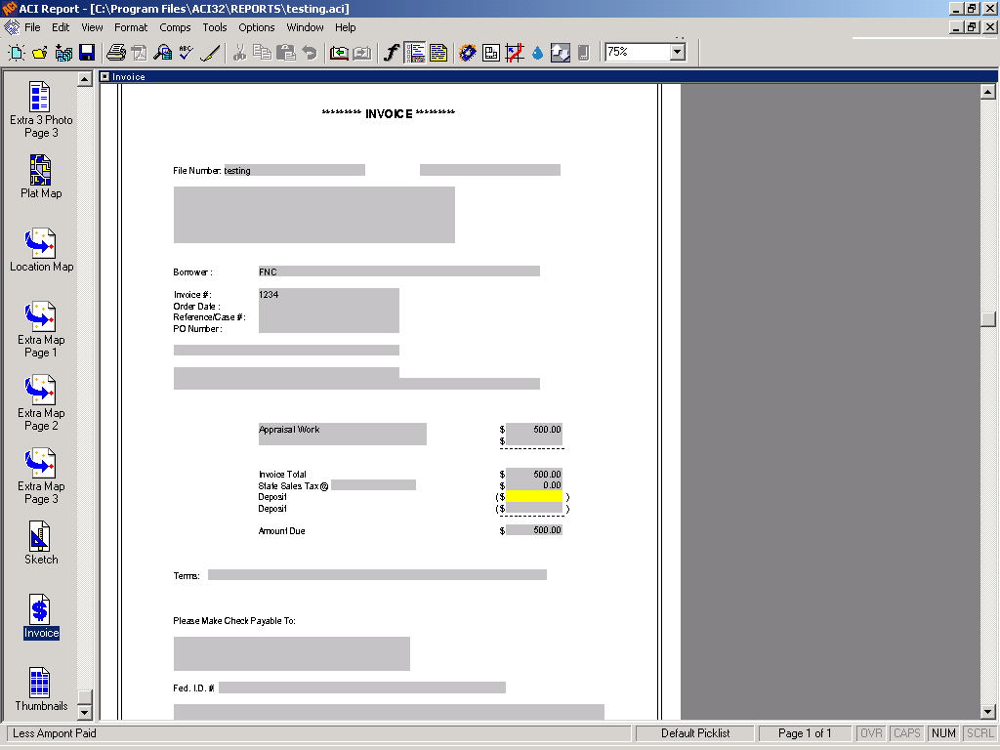 ACI Report - [C:\Program Files\ACI32\REPORTS\testing.aci]
File Edit View Format Comps Tools Options Window Help
ABC
75%
Invoice
Extra 3 Photo
Page 3
Plat Map
Location Map
Extra Map
Page 1
Extra Map
Page 2
Extra Map
Page 3
Sketch
Invoice
Thumbnails
********* INVOICE *********
File Number: testing
Borrower : FNC
Invoice # : 1234
Order Date :
Reference/Case # :
PO Number :
Appraisal Work $ 500.00
$
Invoice Total $ 500.00
State Sales Tax @ $ 0.00
Deposit ( $ )
Deposit ( $ )
Amount Due $ 500.00
Terms:
Please Make Check Payable To:
Fed. I.D. #
Less Ampont Paid Default Picklist Page 1 of 1 OVR CAPS NUM SCRL